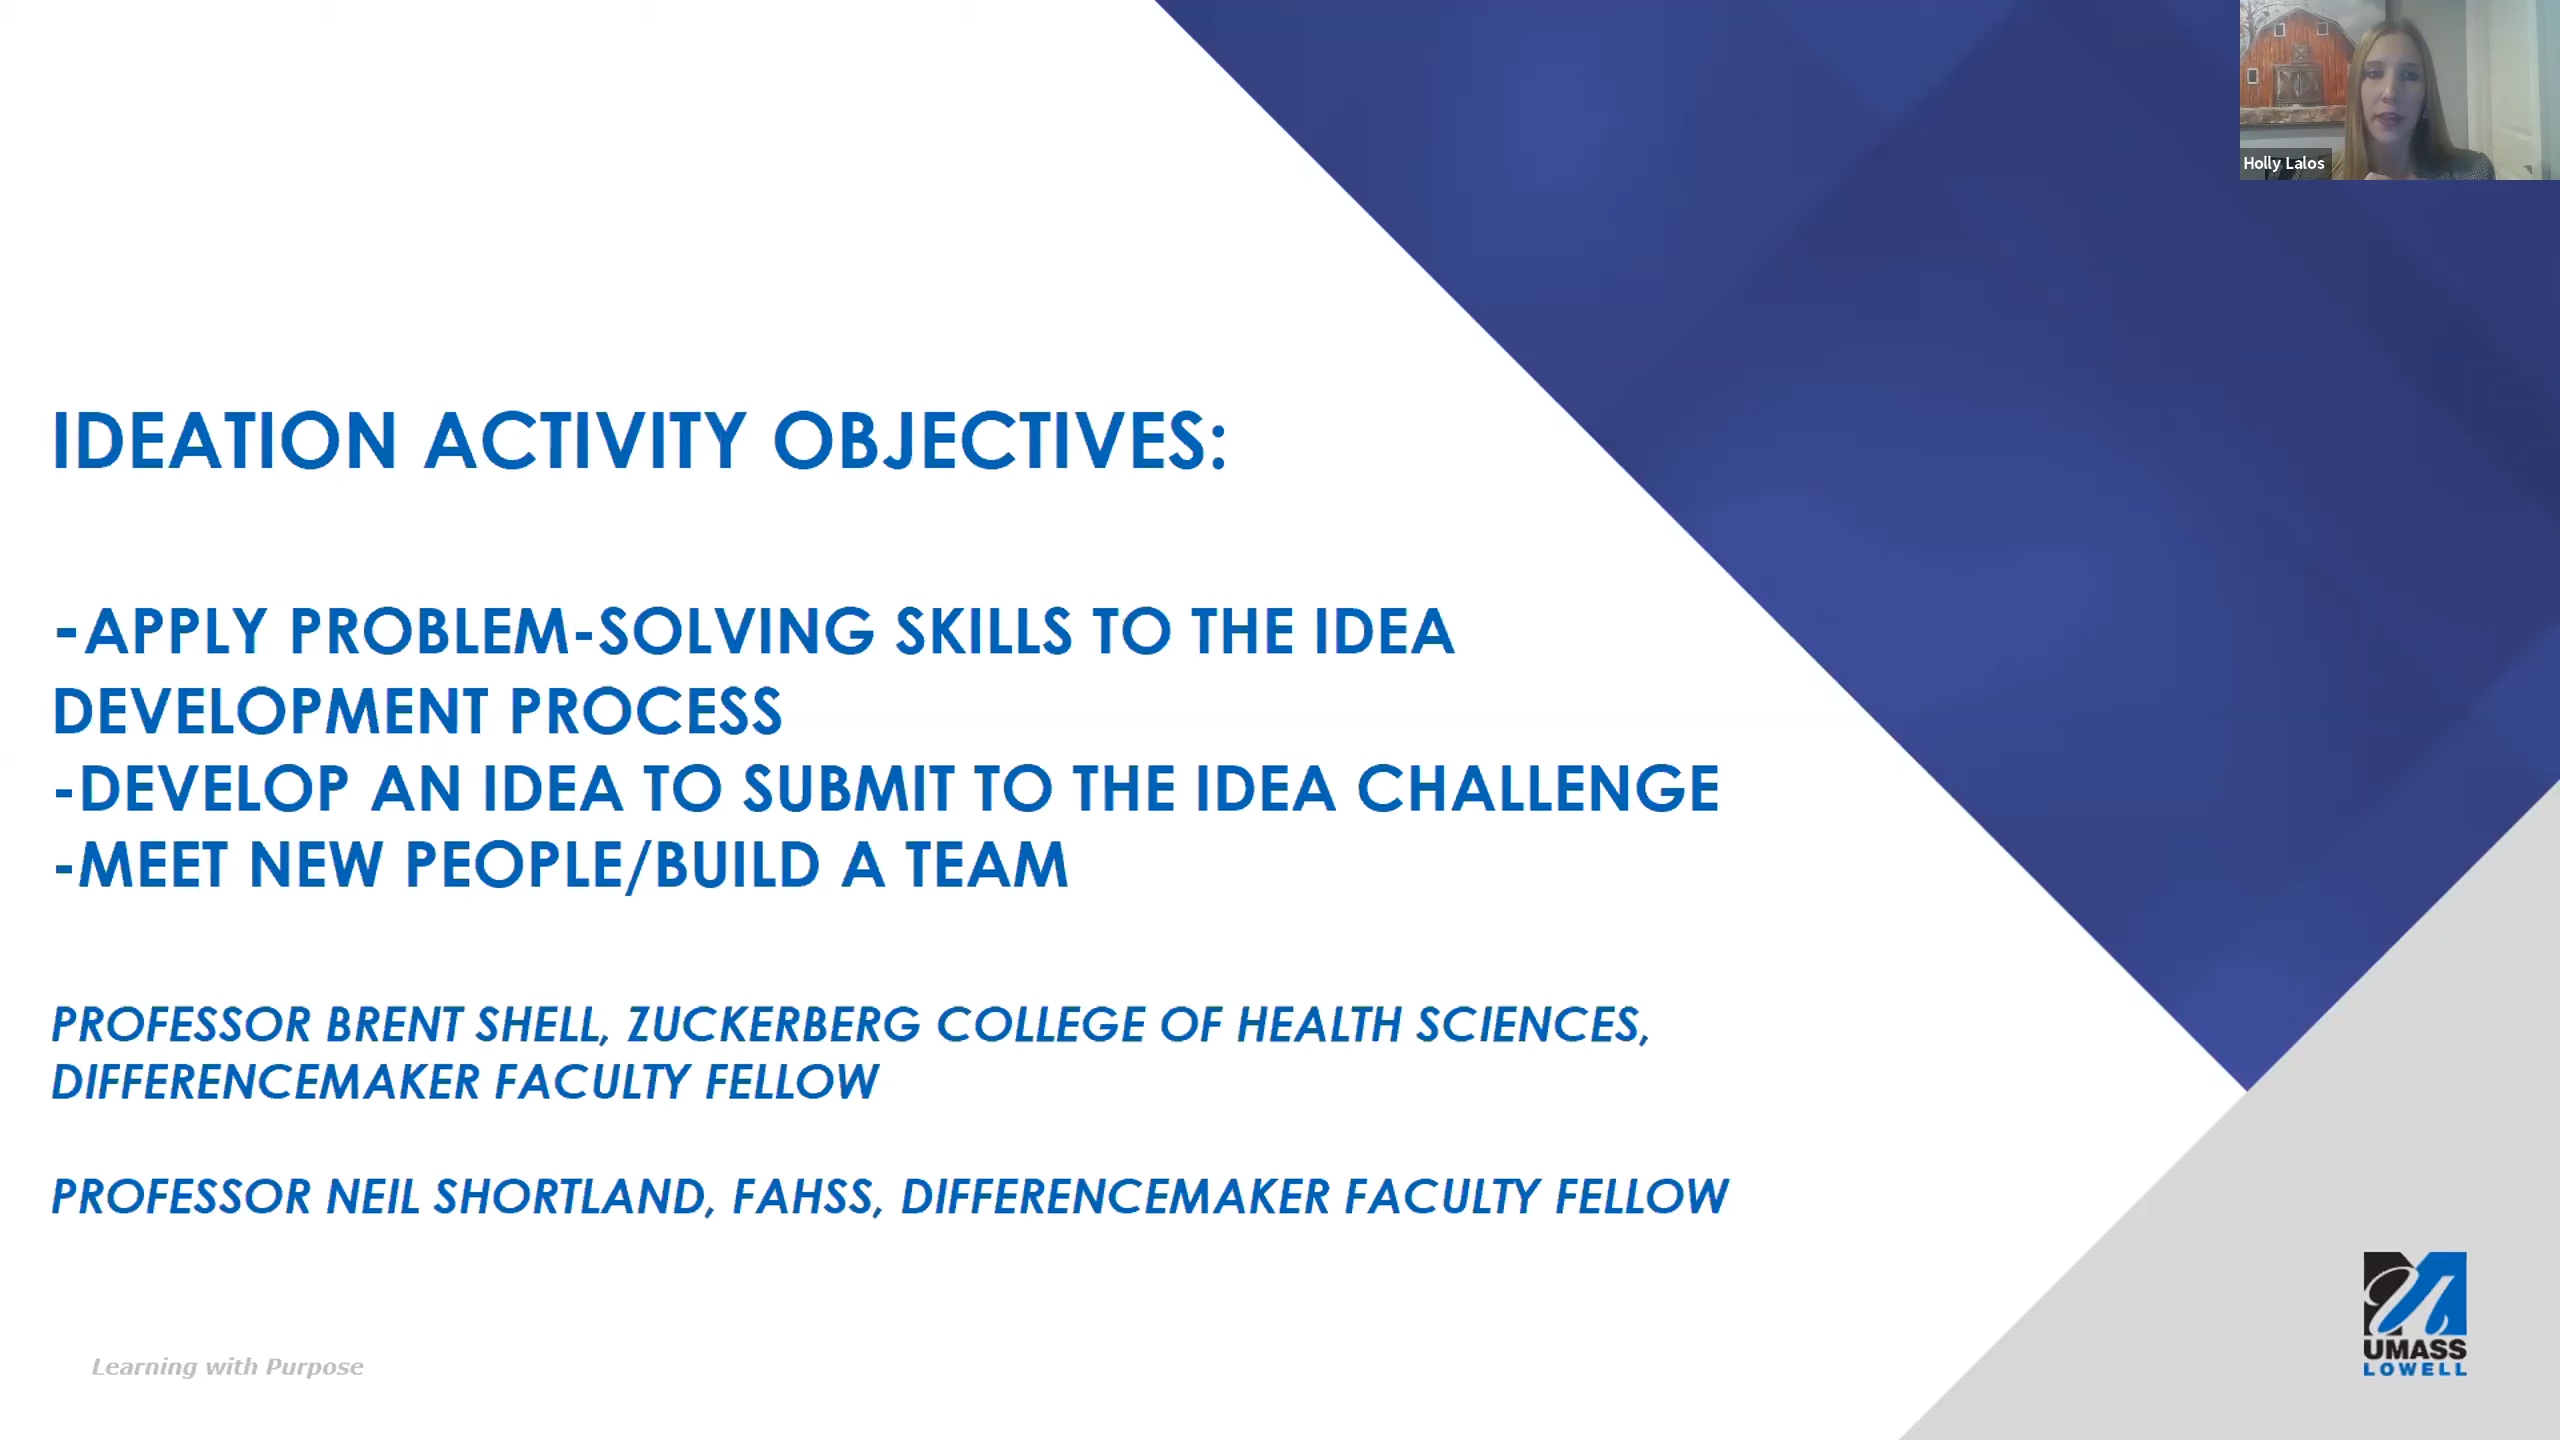 Holly Lalos
IDEATION ACTIVITY OBJECTIVES:
-APPLY PROBLEM-SOLVING SKILLS TO THE IDEA
DEVELOPMENT PROCESS
-DEVELOP AN IDEA TO SUBMIT TO THE IDEA CHALLENGE
-MEET NEW PEOPLE/BUILD A TEAM
PROFESSOR BRENT SHELL, ZUCKERBERG COLLEGE OF HEALTH SCIENCES,
DIFFERENCEMAKER FACULTY FELLOW
PROFESSOR NEIL SHORTLAND, FAHSS, DIFFERENCEMAKER FACULTY FELLOW
Learning with Purpose
UMASS
LOWELL